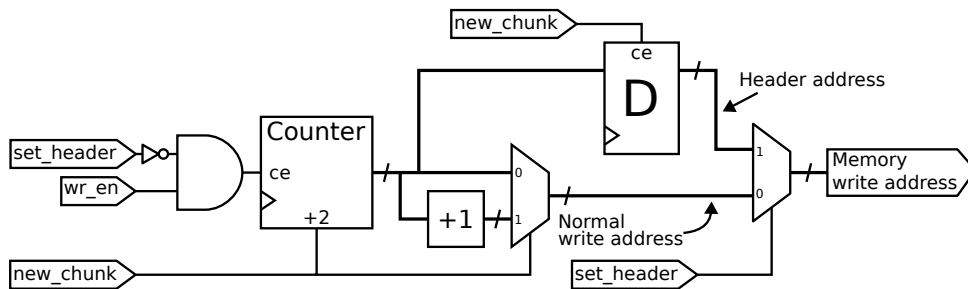 new_chunk
ce
D
Header address
set_header
wr_en
Counter
ce
+2
+1
0
1
1
0
Memory
write address
Normal
write address
new_chunk
set_header